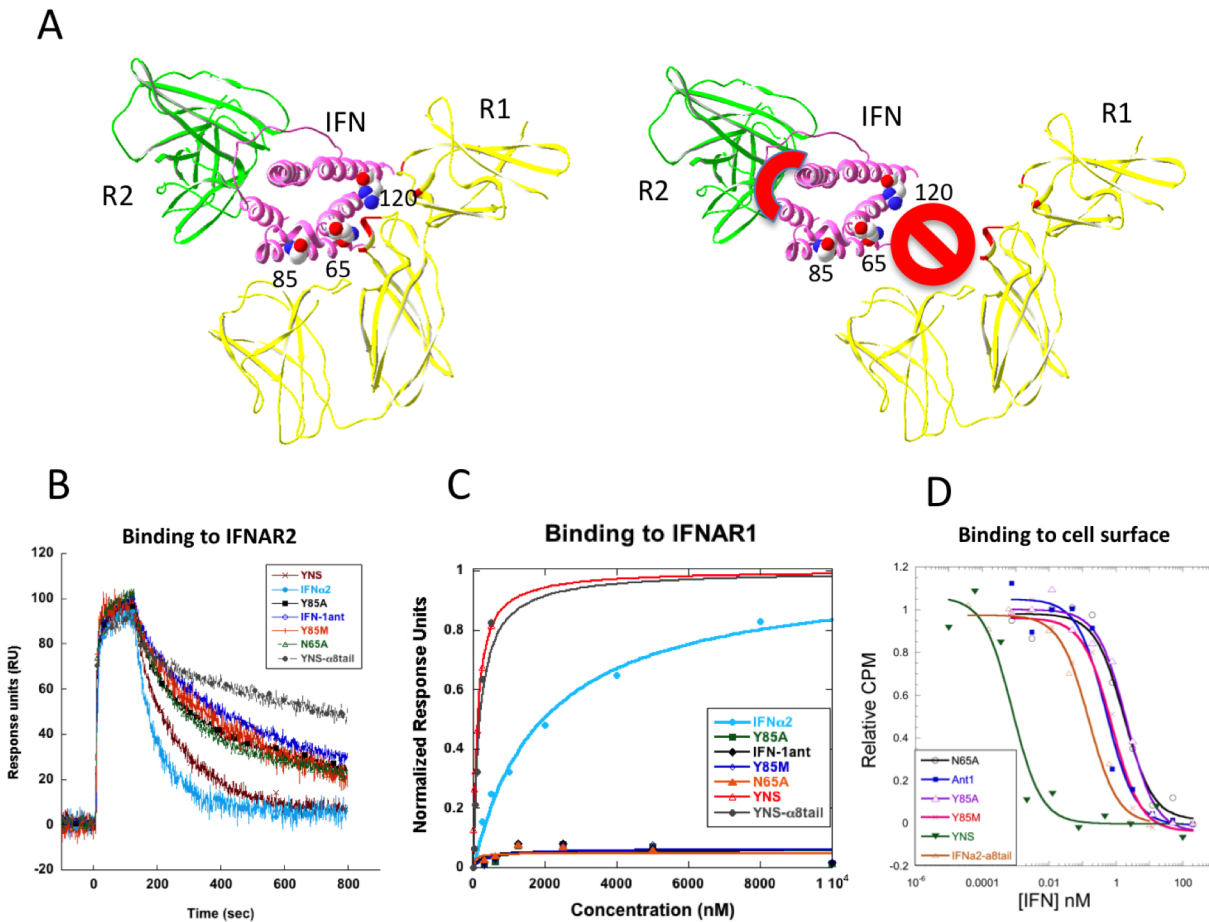 A
R2
IFN
R1
120
85
65
R2
IFN
R1
120
85
65
B
Binding to IFNAR2
Response units (RU)
120
100
80
60
40
20
0
-20
0
200
400
600
800
Time (sec)
YNS
IFNα2
Y85A
IFN-1ant
Y85M
N65A
YNS-α8tail
C
Binding to IFNAR1
Normalized Response Units
1
0.8
0.6
0.4
0.2
0
0
2000
4000
6000
8000
1 10⁴
Concentration (nM)
IFNα2
Y85A
IFN-1ant
Y85M
N65A
YNS
YNS-α8tail
D
Binding to cell surface
Relative CPM
1.2
1
0.8
0.6
0.4
0.2
0
-0.2
10⁻⁶
0.0001
0.01
1
100
[IFN] nM
N65A
Ant1
Y85A
Y85M
YNS
IFNa2-a8tail